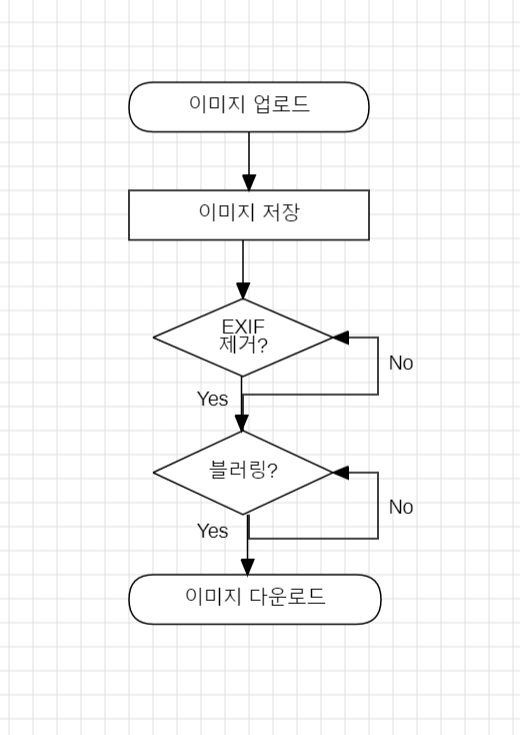 이미지 업로드
이미지 저장
EXIF
제거?
No
Yes
블러링?
No
Yes
이미지 다운로드